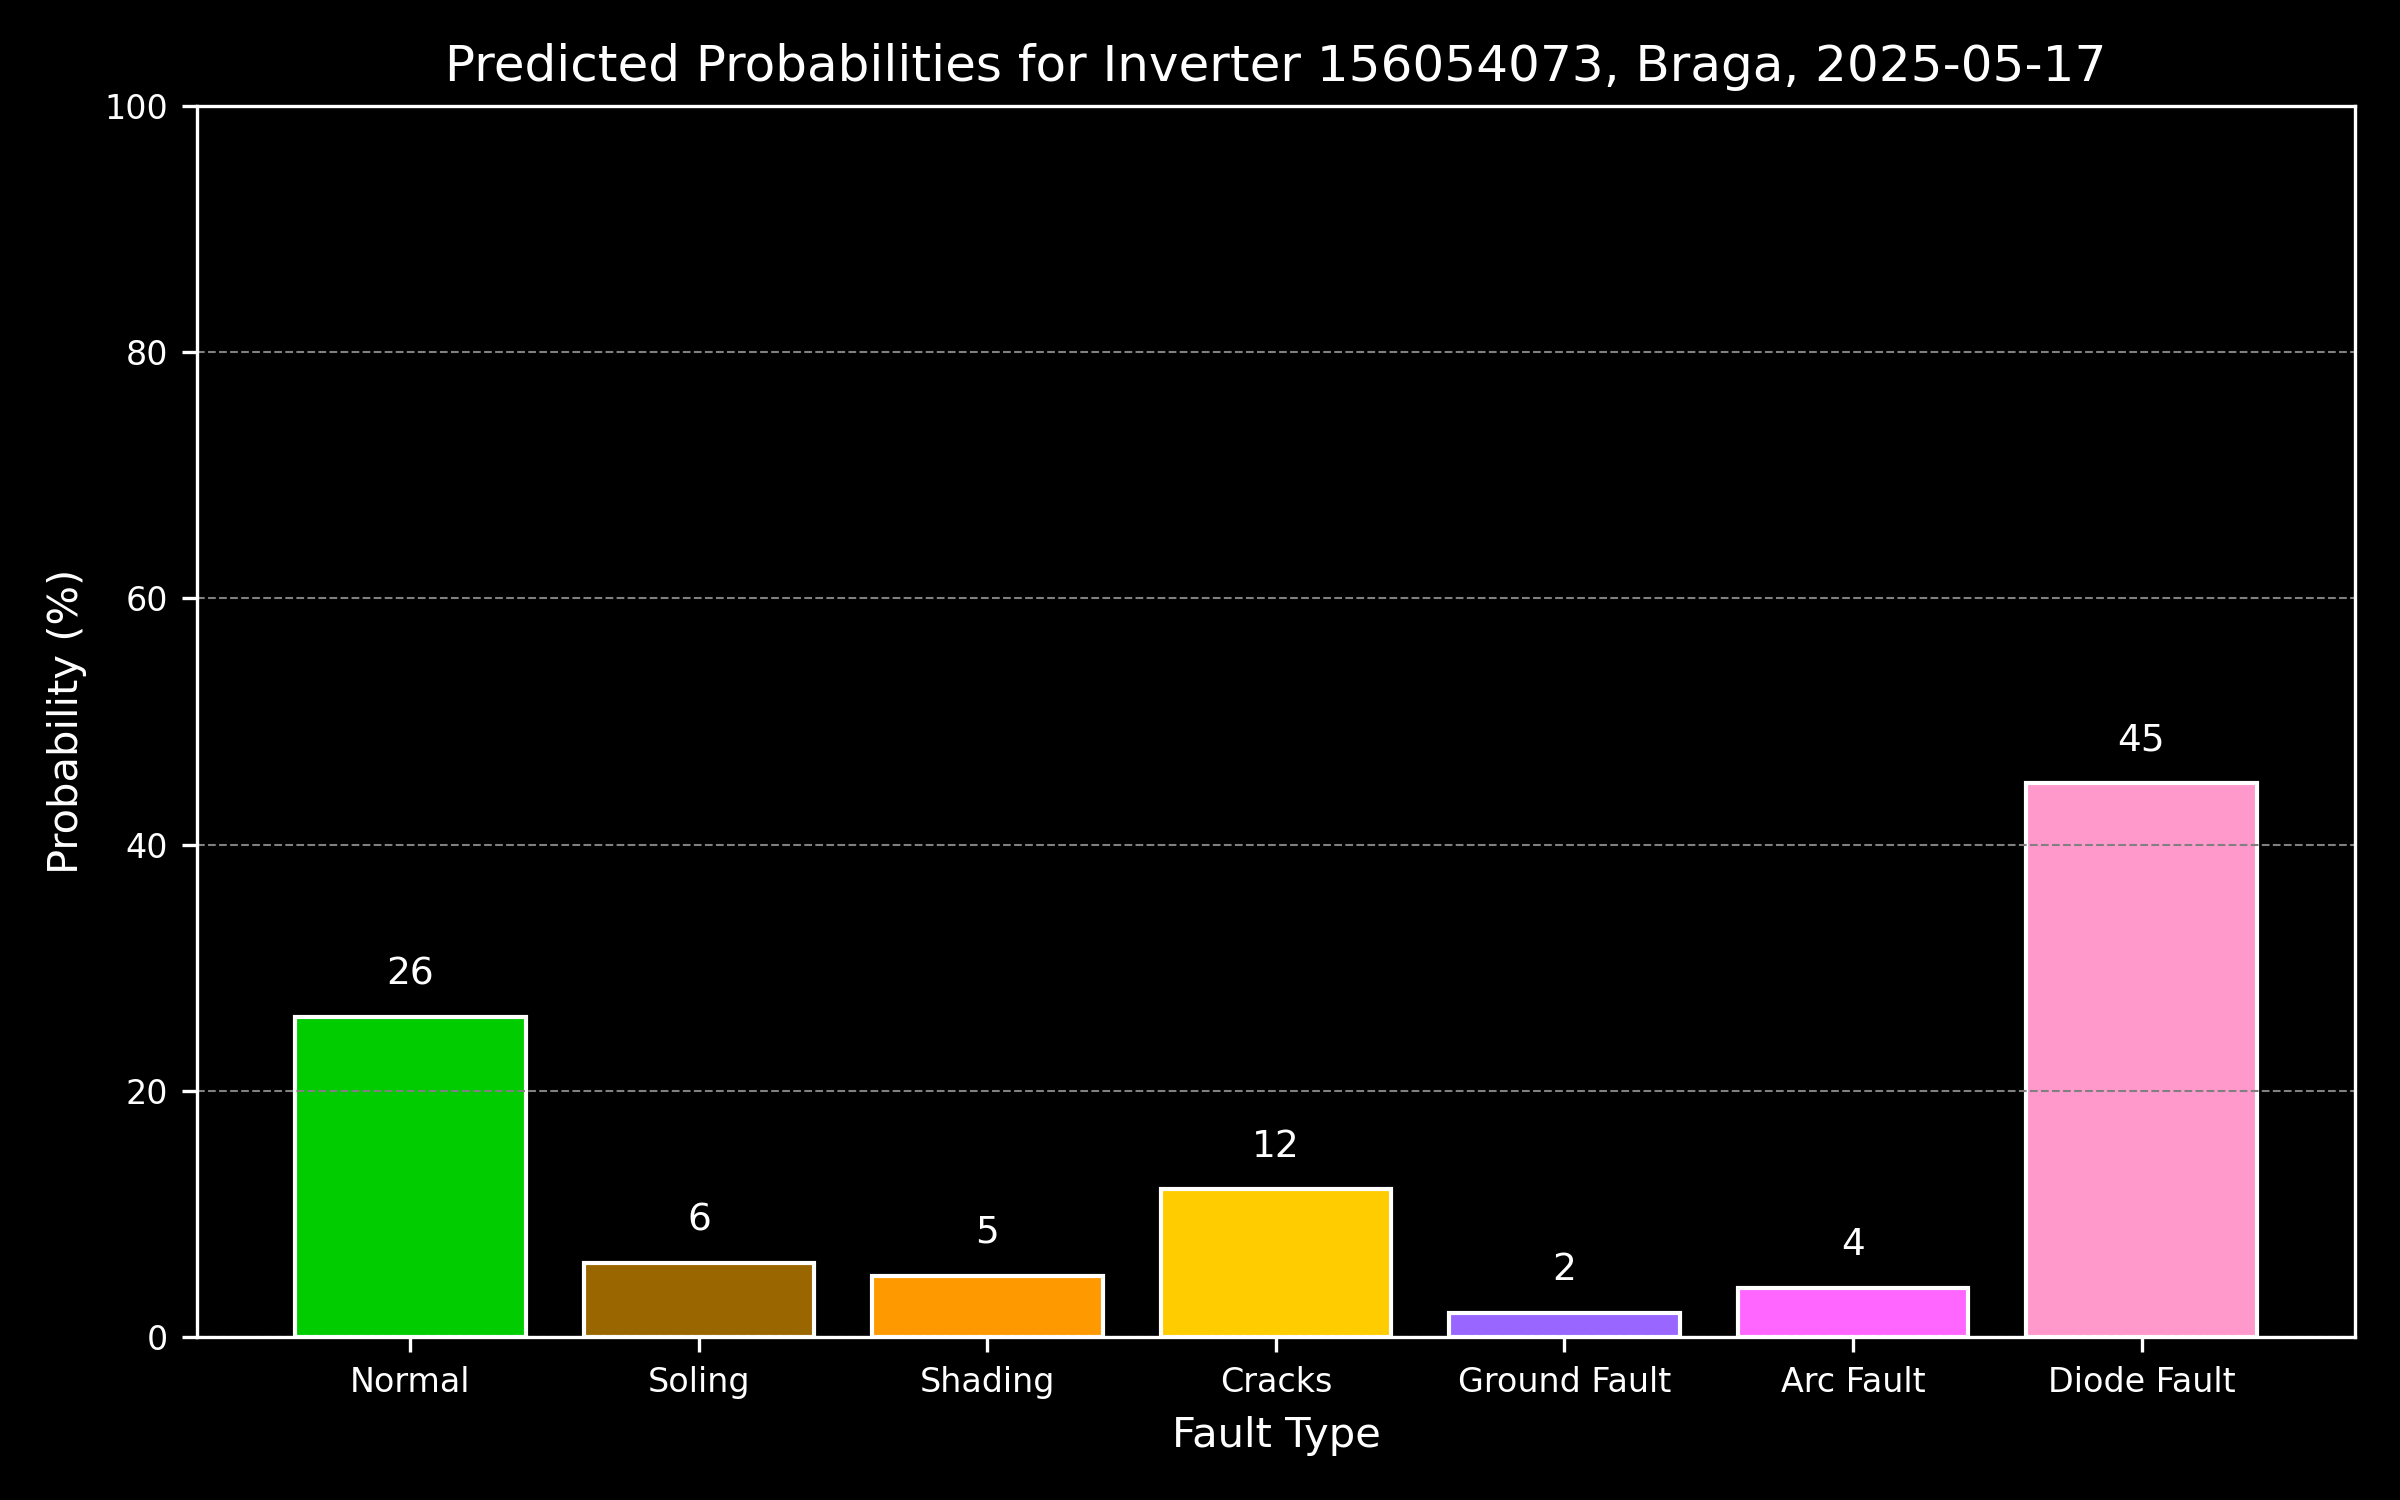 Predicted Probabilities for Inverter 156054073, Braga, 2025-05-17
100
80
60
40
20
0
Probability (%)
26
6
5
12
2
4
45
Normal
Soling
Shading
Cracks
Ground Fault
Arc Fault
Diode Fault
Fault Type